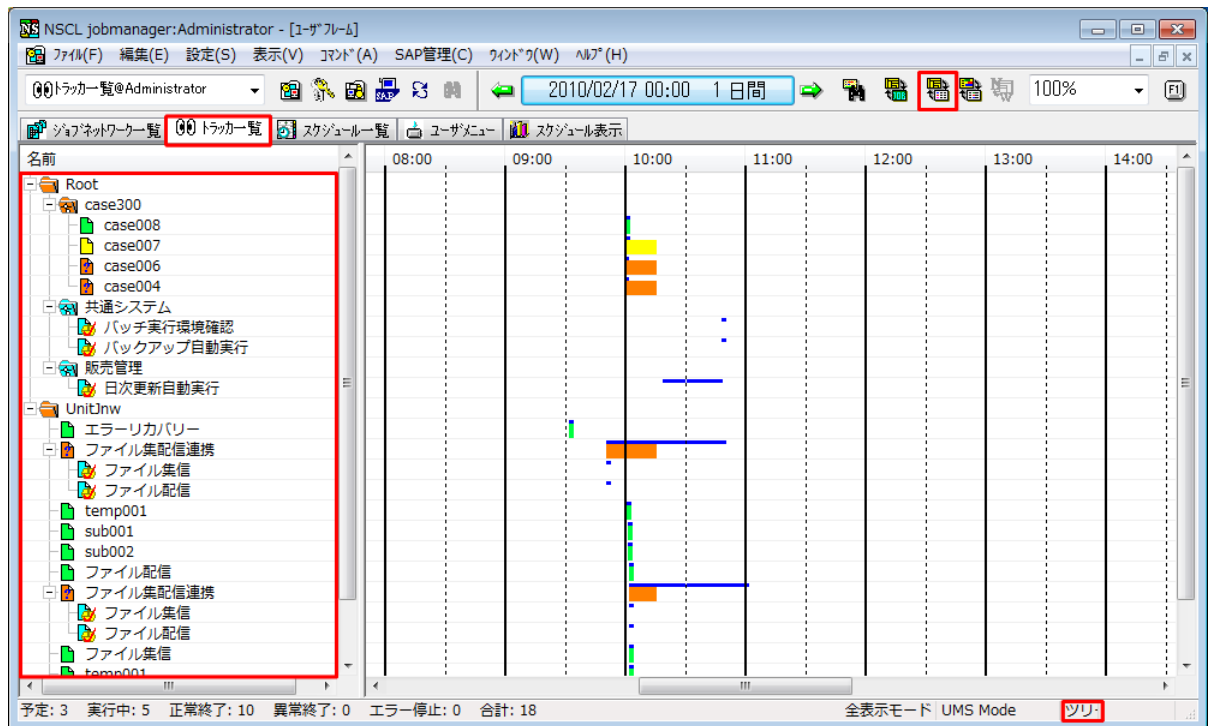 NSCL jobmanager:Administrator - [ﾕｰｻﾞﾌﾚｰﾑ]
ﾌｧｲﾙ(F) 編集(E) 設定(S) 表示(V) ｺﾏﾝﾄﾞ(A) SAP管理(C) ｳｨﾝﾄﾞｳ(W) ﾍﾙﾌﾟ(H)
トラッカ一覧@Administrator SAP 2010/02/17 00:00 1 日間 100% F1
ジョブネットワーク一覧 トラッカ一覧 スケジュール一覧 ユーザメニュー スケジュール表示
名前 08:00 09:00 10:00 11:00 12:00 13:00 14:00
Root
case300
case008
case007
case006
case004
共通システム
バッチ実行環境確認
バックアップ自動実行
販売管理
日次更新自動実行
UnitJnw
エラーリカバリー
ファイル集配信連携
ファイル集信
ファイル配信
temp001
sub001
sub002
ファイル配信
ファイル集配信連携
ファイル集信
ファイル配信
ファイル集信
temp001
予定: 3 実行中: 5 正常終了: 10 異常終了: 0 エラー停止: 0 合計: 18 全表示モード UMS Mode ツリ